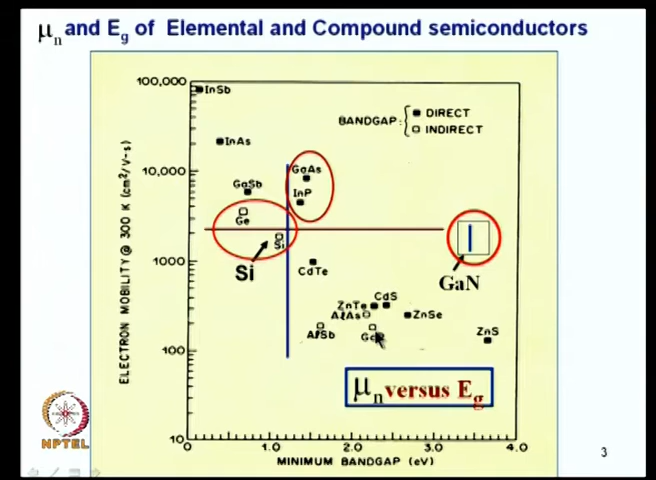 μn and Eg of Elemental and Compound semiconductors
100,000
InSb
BANDGAP: DIRECT
INDIRECT
InAs
10,000
GaAs
GaSb
InP
Ge
Si
Si
GaN
1000
CdTe
CdS
ZnTe
AlAs
ZnSe
AlSb
ZnS
100
μn versus Eg
10
0
1.0
2.0
3.0
4.0
MINIMUM BANDGAP (eV)
ELECTRON MOBILITY @ 300 K (cm²/V-s)
NPTEL
3